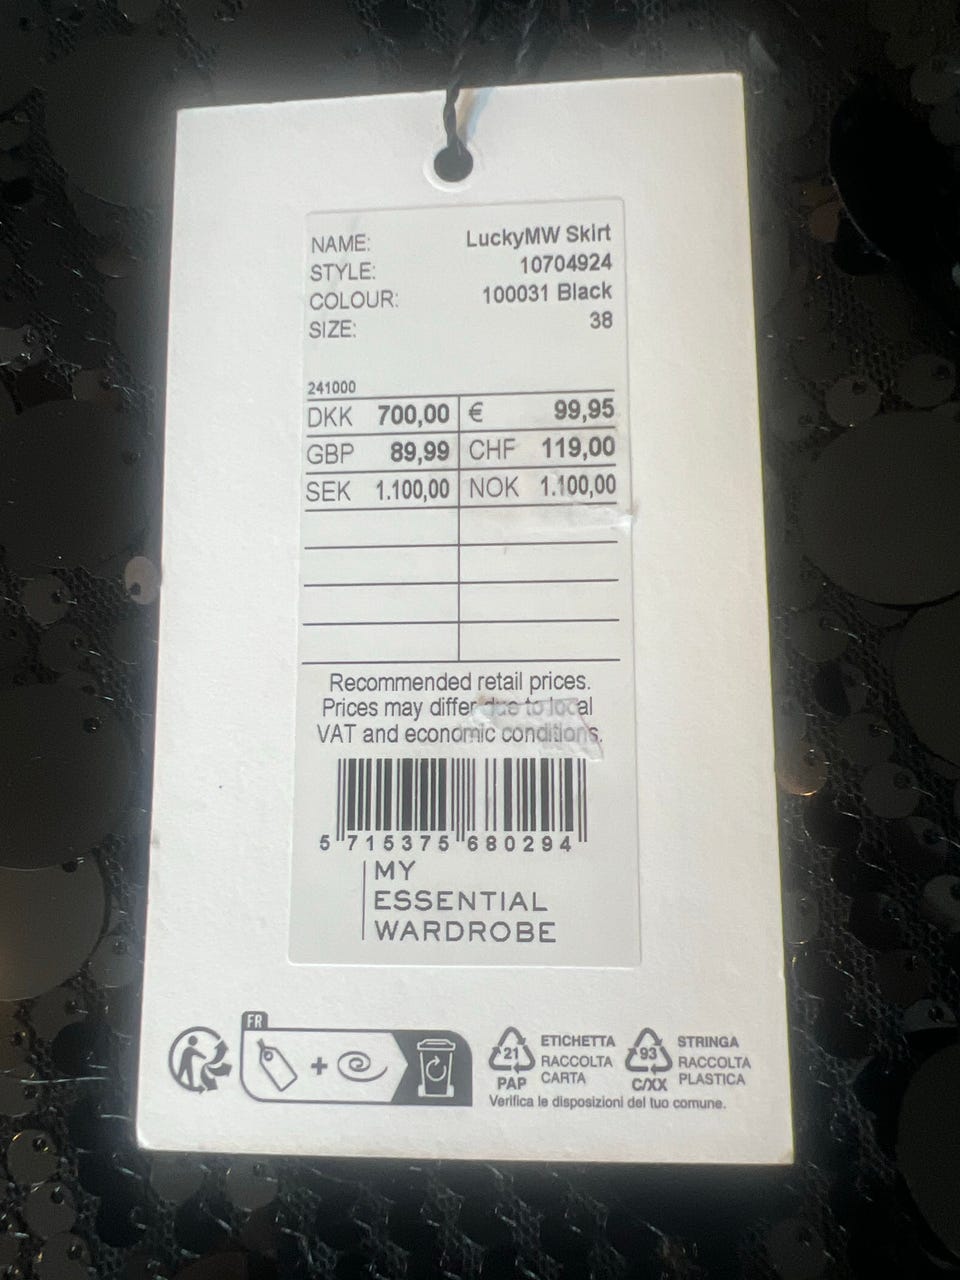 NAME: LuckyMW Skirt
STYLE: 10704924
COLOUR: 100031 Black
SIZE: 38
241000
DKK 700,00 € 99,95
GBP 89,99 CHF 119,00
SEK 1.100,00 NOK 1.100,00
Recommended retail prices.
Prices may differ due to local
VAT and economic conditions.
5 715375 680294
MY
ESSENTIAL
WARDROBE
FR
+
21
PAP
ETICHETTA
RACCOLTA
CARTA
93
C/XX
STRINGA
RACCOLTA
PLASTICA
Verifica le disposizioni del tuo comune.